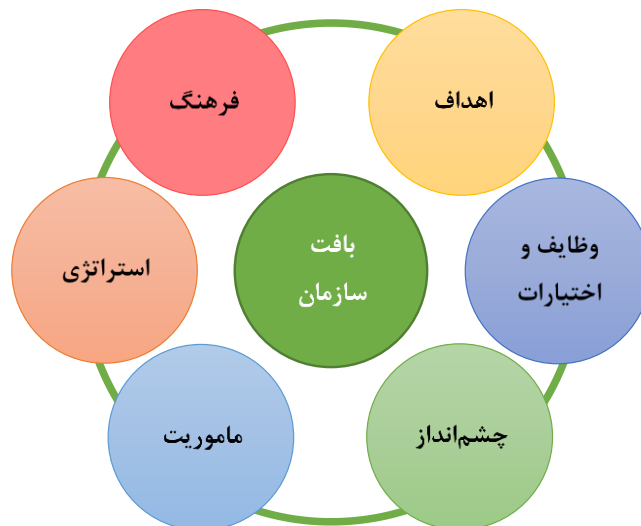 اهداف
فرهنگ
وظایف و
اختیارات
بافت
سازمان
استراتژی
چشم‌انداز
ماموریت